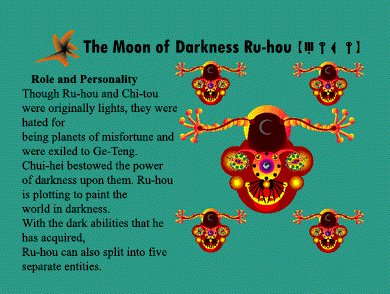 The Moon of Darkness Ru-hou
Role and Personality
Though Ru-hou and Chi-tou
were originally lights, they were
hated for
being planets of misfortune and
were exiled to Ge-Teng.
Chui-hei bestowed the power
of darkness upon them. Ru-hou
is plotting to paint the
world in darkness.
With the dark abilities that he
has acquired,
Ru-hou can also split into five
separate entities.